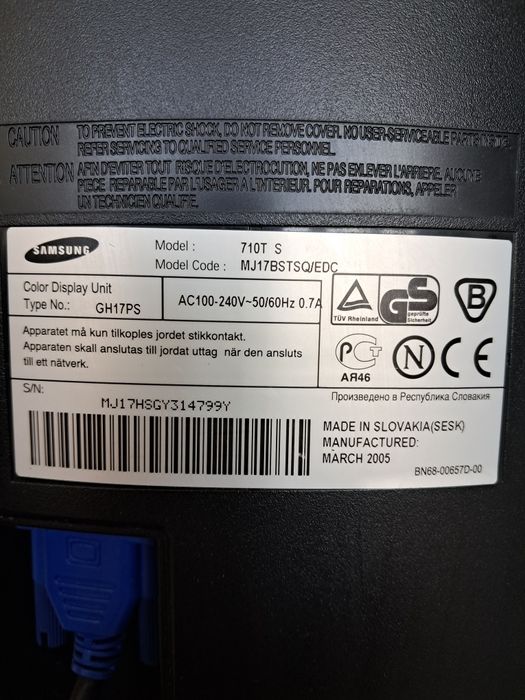 CAUTION TO PREVENT ELECTRIC SHOCK, DO NOT REMOVE COVER. NO USER-SERVICEABLE PARTS INSIDE.
REFER SERVICING TO QUALIFIED SERVICE PERSONNEL.
ATTENTION AFIN D'EVITER TOUT RISQUE D'ELECTROCUTION, NE PAS ENLEVER L'ARRIERE. AUCUNE
PIECE REPARABLE PAR L'USAGER A L'INTERIEUR. POUR REPARATIONS, APPELER
UN TECHNICIEN QUALIFIE.
SAMSUNG
Model : 710T S
Model Code : MJ17BSTSQ/EDC
Color Display Unit
Type No.: GH17PS
AC100-240V~50/60Hz 0.7A
TÜV Rheinland
GS
geprüfte
Sicherheit
B
Apparatet må kun tilkoples jordet stikkontakt.
Apparaten skall anslutas till jordat uttag när den ansluts
till ett nätverk.
РСТ
АЯ46
N
CE
S/N:
MJ17HSGY314799Y
Произведено в Республика Словакия
MADE IN SLOVAKIA(SESK)
MANUFACTURED:
MARCH 2005
BN68-00657D-00